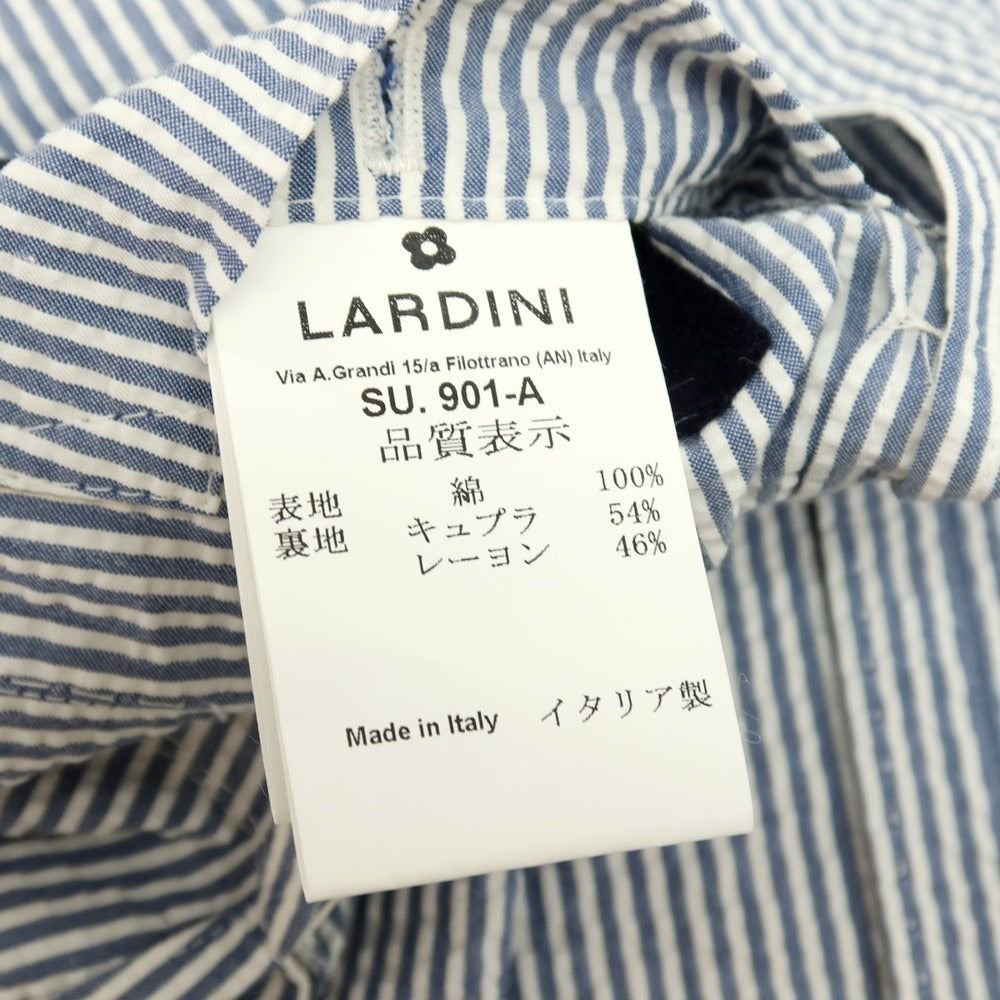 LARDINI
Via A.Grandi 15/a Filottrano (AN) Italy
SU. 901-A
品質表示
表地 綿 100%
裏地 キュプラ 54%
レーヨン 46%
Made in Italy イタリア製